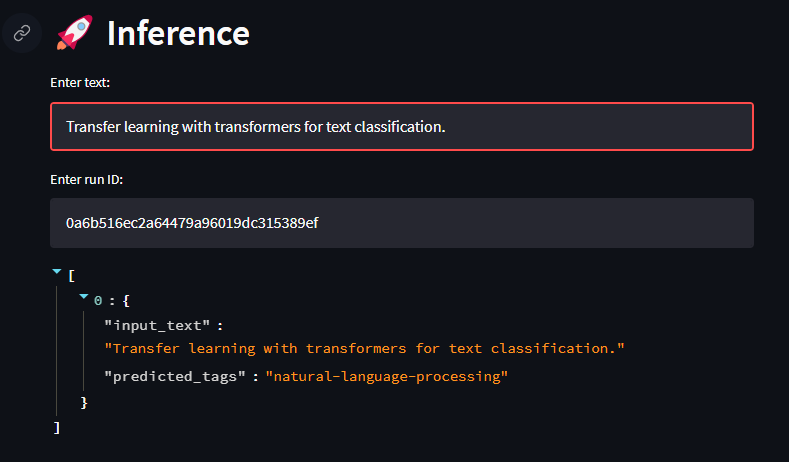 🚀 Inference
Enter text:
Transfer learning with transformers for text classification.
Enter run ID:
0a6b516ec2a64479a96019dc315389ef
[
0 : {
"input_text" :
"Transfer learning with transformers for text classification."
"predicted_tags" : "natural-language-processing"
}
]